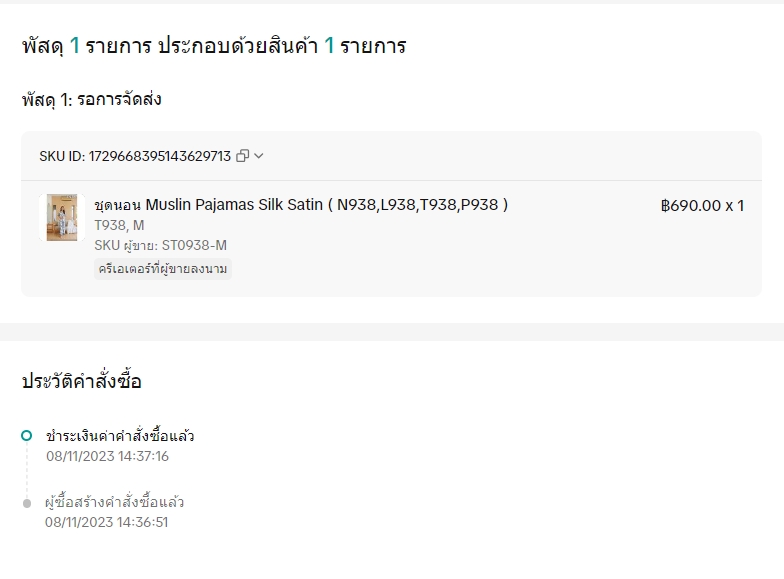 พัสดุ 1 รายการ ประกอบด้วยสินค้า 1 รายการ
พัสดุ 1: รอการจัดส่ง
SKU ID: 1729668395143629713
ชุดนอน Muslin Pajamas Silk Satin ( N938,L938,T938,P938 ) ฿690.00 x 1
T938, M
SKU ผู้ขาย: ST0938-M
ครีเอเตอร์ที่ผู้ขายลงนาม
ประวัติคำสั่งซื้อ
ชำระเงินค่าคำสั่งซื้อแล้ว
08/11/2023 14:37:16
ผู้ซื้อสร้างคำสั่งซื้อแล้ว
08/11/2023 14:36:51